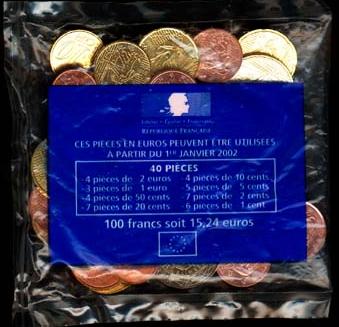 Liberté • Égalité • Fraternité
RÉPUBLIQUE FRANÇAISE
CES PIECES EN EUROS PEUVENT ÊTRE UTILISEES
A PARTIR DU 1ER JANVIER 2002
40 PIECES
-4 pièces de 2 euros -4 pièces de 10 cents
-3 pièces de 1 euro -5 pièces de 5 cents
-4 pièces de 50 cents -7 pièces de 2 cents
-7 pièces de 20 cents -6 pièces de 1 cent
100 francs soit 15,24 euros